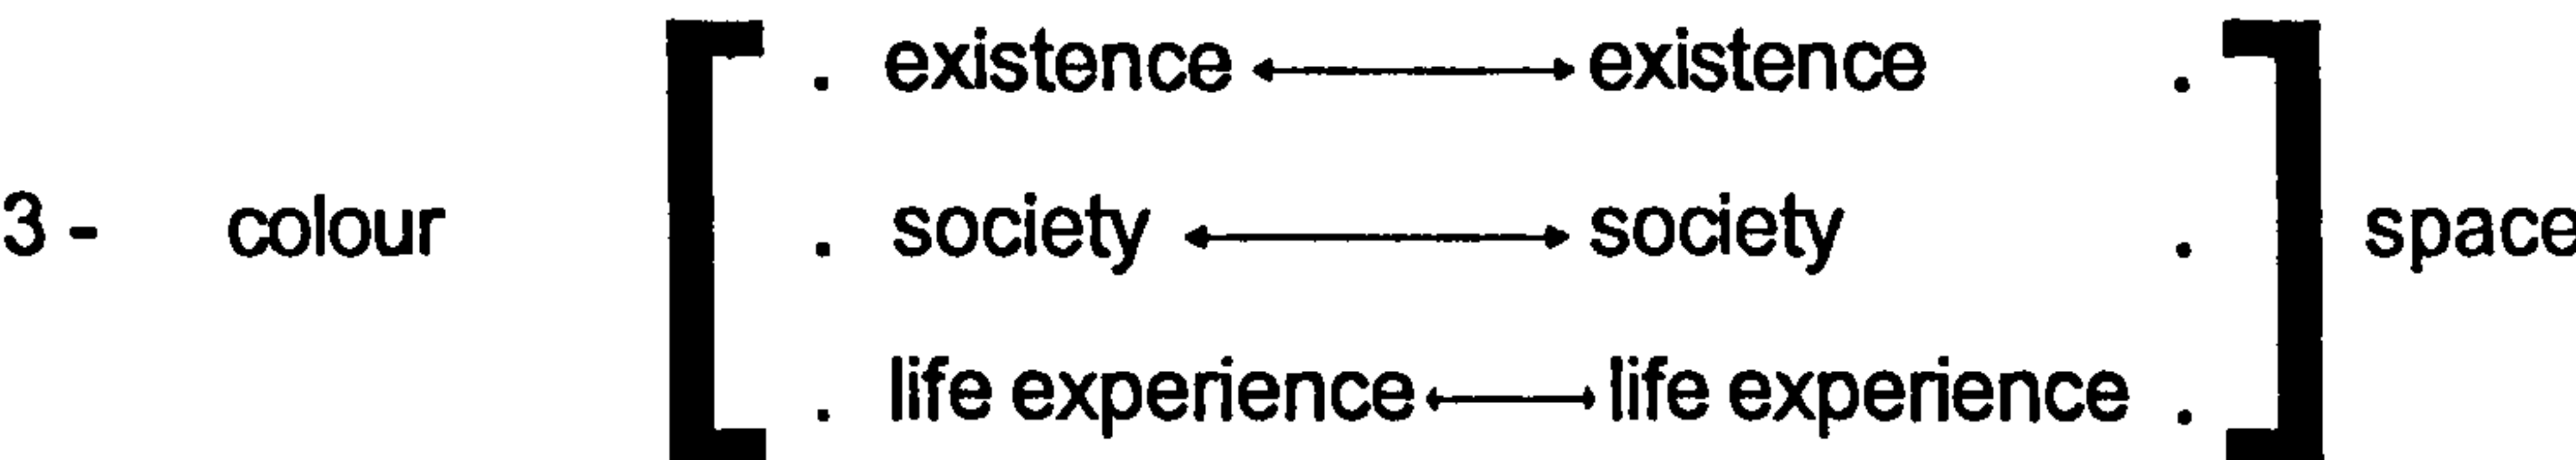 . existence ↔ existence .
3 - colour . society ↔ society . space
. life experience ↔ life experience .